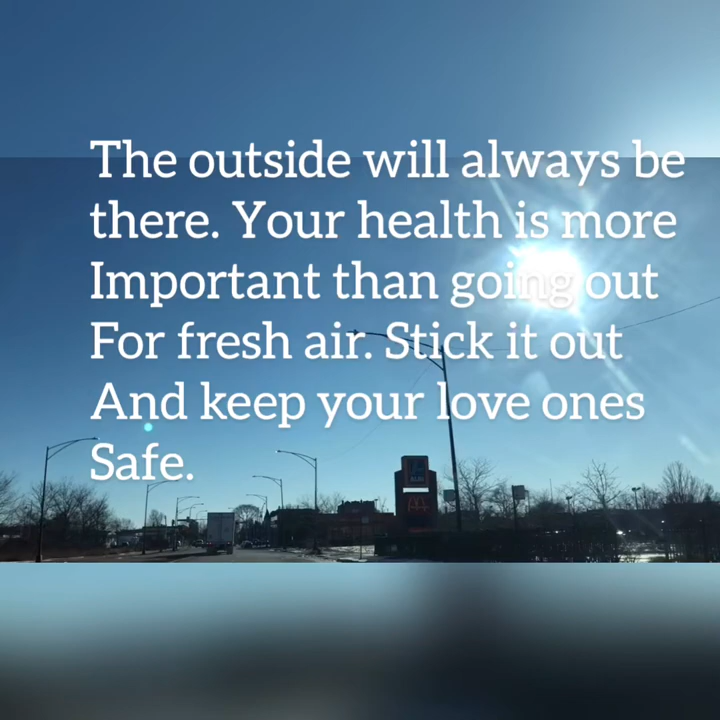 The outside will always be
there. Your health is more
Important than going out
For fresh air. Stick it out
And keep your love ones
Safe.
ALDI